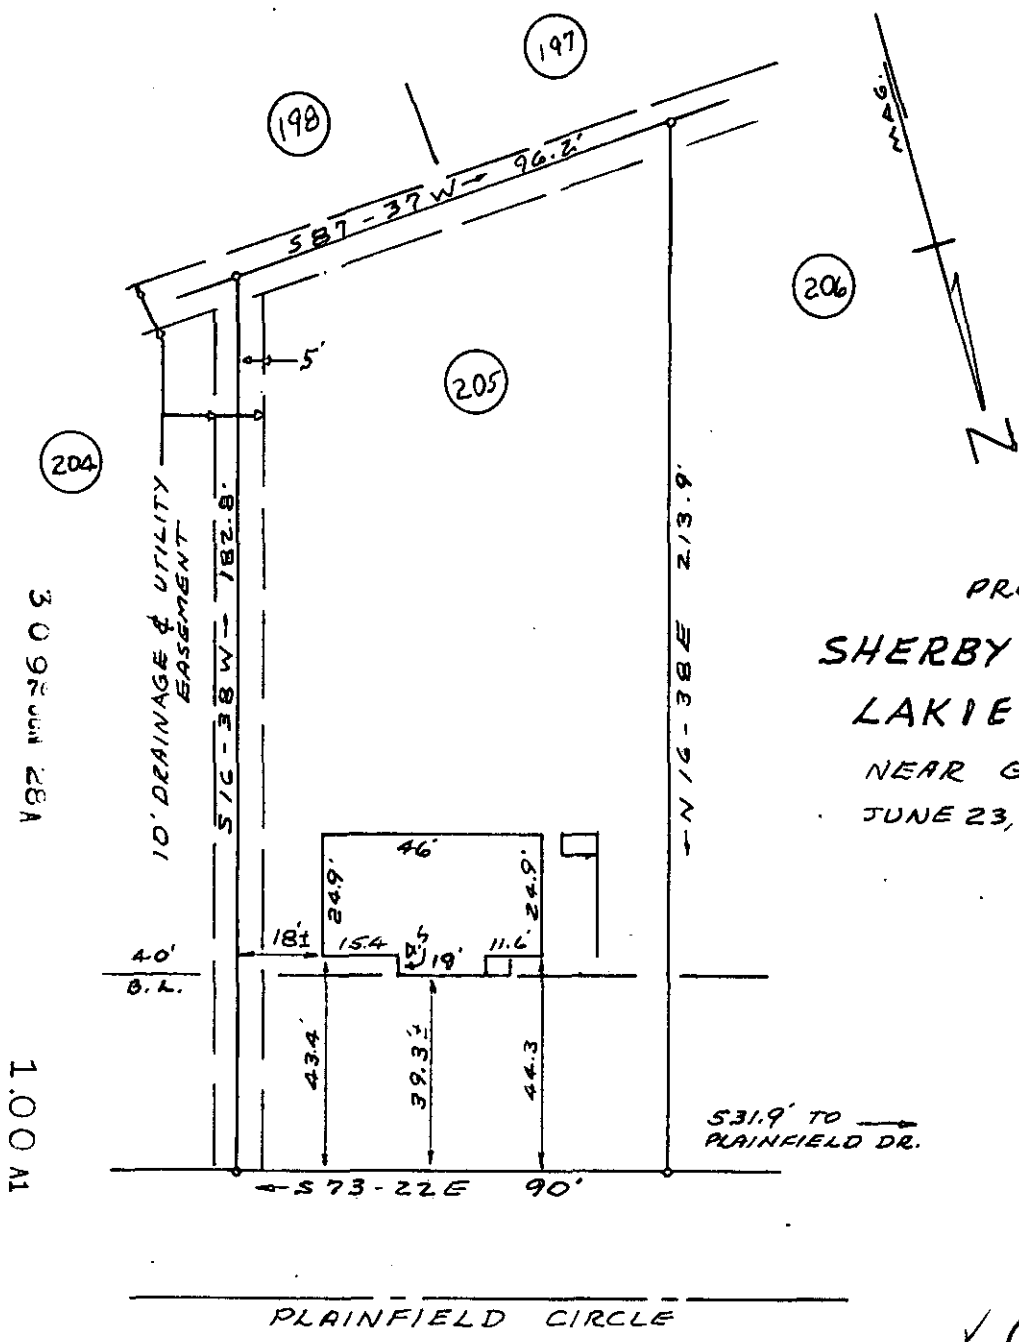 197
198
MAG.
S87-37W 96.2'
206
5'
205
204
N
10' DRAINAGE & UTILITY
EASEMENT
S16-38W 182.8'
N16-38E 213.9'
PRO
SHERBY
LAKIE
NEAR G
JUNE 23,
46'
24.9'
24.9'
18'±
15.4
19'
11.6'
40'
B.L.
43.4'
39.3'±
44.3
531.9' TO
PLAINFIELD DR.
S73-22E 90'
PLAINFIELD CIRCLE
28A
1.00 A1